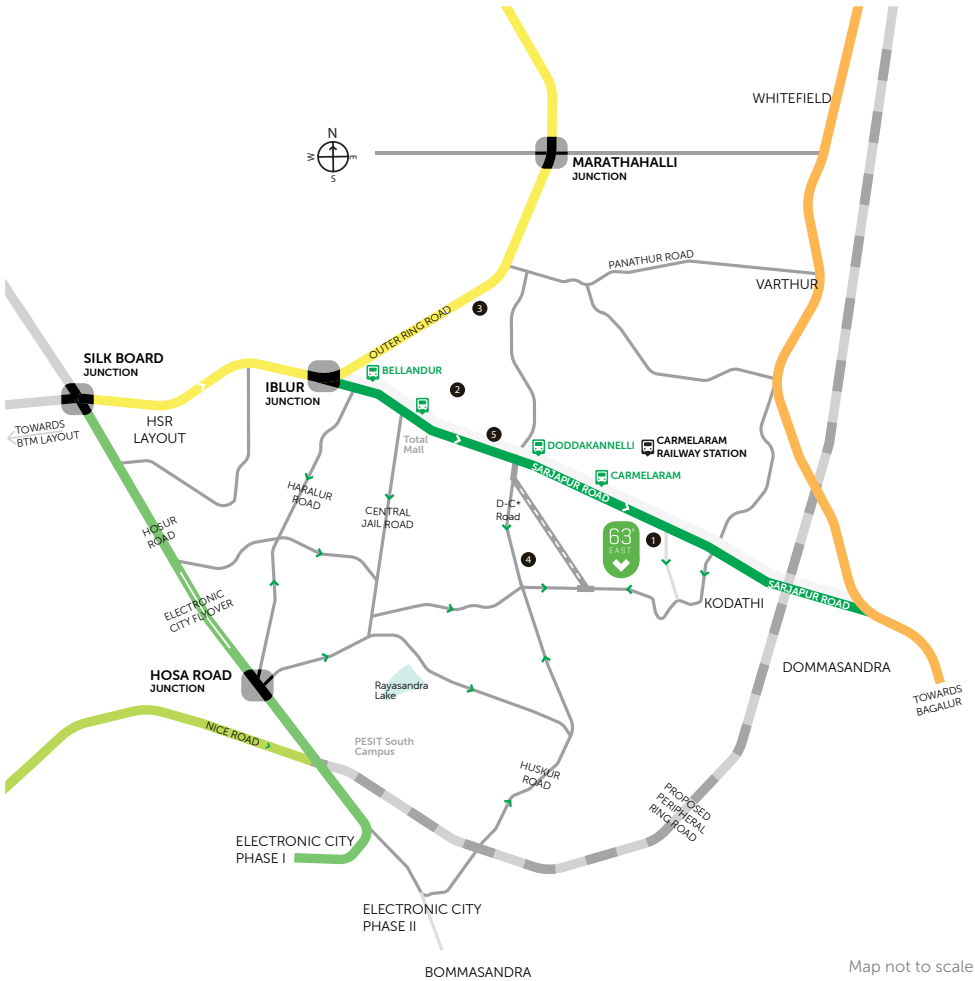 WHITEFIELD
N
W
E
S
MARATHAHALLI
JUNCTION
PANATHUR ROAD
VARTHUR
3
OUTER RING ROAD
SILK BOARD
JUNCTION
IBLUR
JUNCTION
BELLANDUR
2
TOWARDS
BTM LAYOUT
HSR
LAYOUT
Total
Mall
5
DODDAKANNELLI
CARMELARAM
RAILWAY STATION
SARJAPUR ROAD
CARMELARAM
HARALUR
ROAD
CENTRAL
JAIL ROAD
D-C*
Road
HOSUR
ROAD
63°
EAST
1
4
ELECTRONIC
CITY FLYOVER
KODATHI
SARJAPUR ROAD
HOSA ROAD
JUNCTION
Rayasandra
Lake
DOMMASANDRA
TOWARDS
BAGALUR
NICE ROAD
PESIT South
Campus
HUSKUR
ROAD
PROPOSED
PERIPHERAL
RING ROAD
ELECTRONIC CITY
PHASE I
ELECTRONIC CITY
PHASE II
BOMMASANDRA
Map not to scale